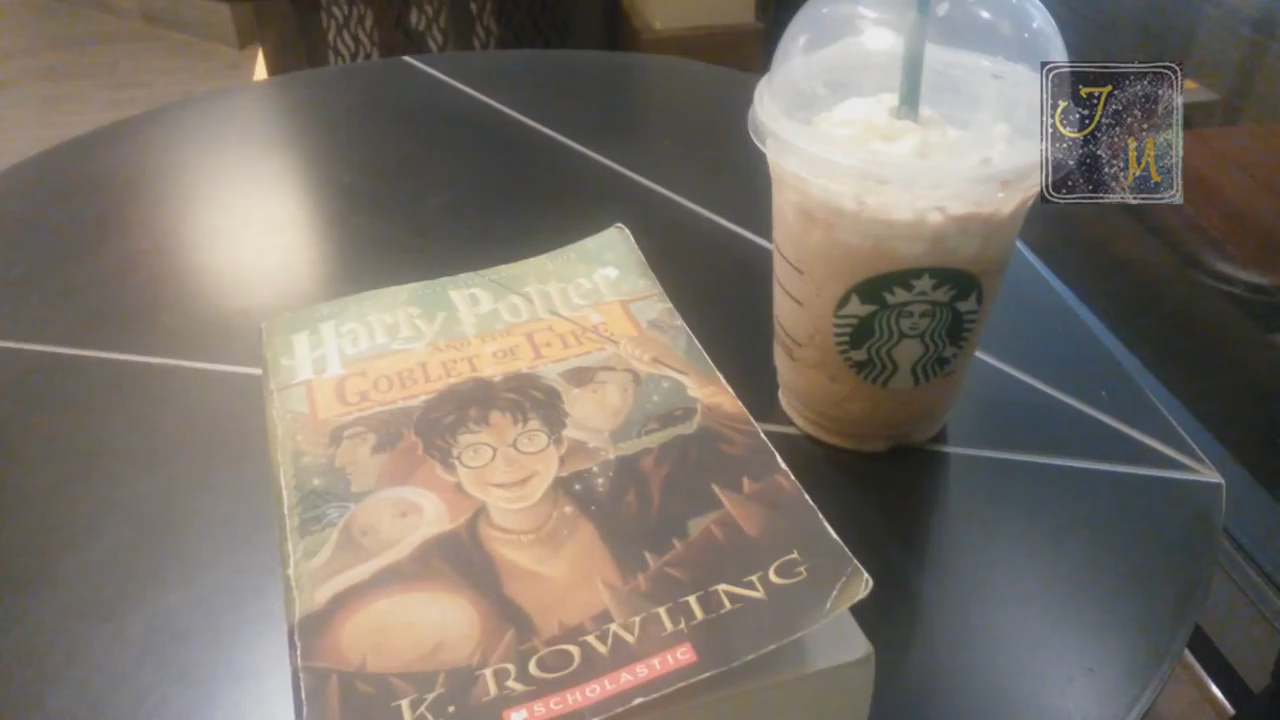 Harry Potter
AND THE
GOBLET OF FIRE
K. ROWLING
SCHOLASTIC
J
M